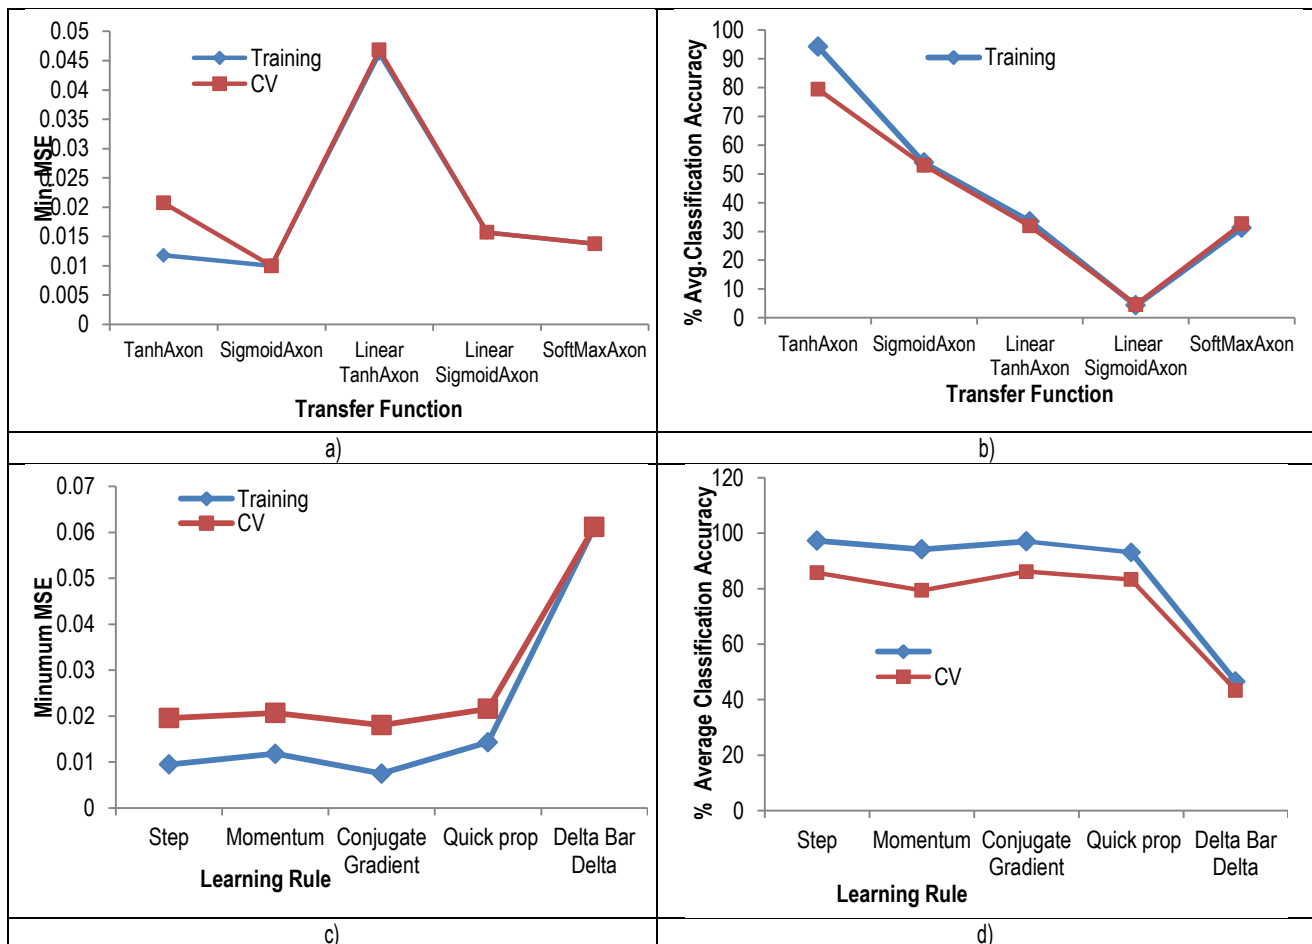 0.05
0.045
0.04
0.035
0.03
0.025
0.02
0.015
0.01
0.005
0
Min. MSE
Training
CV
TanhAxon SigmoidAxon Linear TanhAxon Linear SigmoidAxon SoftMaxAxon
Transfer Function
a)
100
90
80
70
60
50
40
30
20
10
0
% Avg.Classification Accuracy
Training
TanhAxon SigmoidAxon Linear TanhAxon Linear SigmoidAxon SoftMaxAxon
Transfer Function
b)
0.07
0.06
0.05
0.04
0.03
0.02
0.01
0
Minumum MSE
Training
CV
Step Momentum Conjugate Gradient Quick prop Delta Bar Delta
Learning Rule
c)
120
100
80
60
40
20
0
% Average Classification Accuracy
CV
Step Momentum Conjugate Gradient Quick prop Delta Bar Delta
Learning Rule
d)